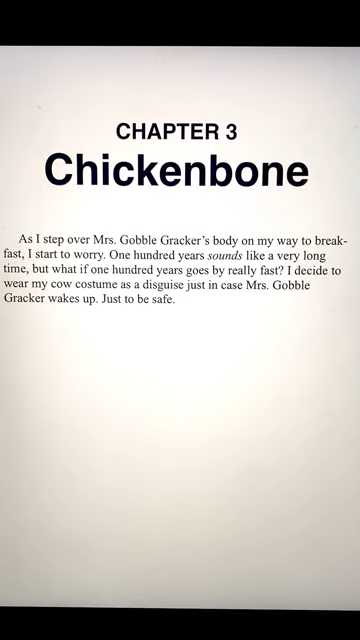 CHAPTER 3
Chickenbone
As I step over Mrs. Gobble Gracker’s body on my way to break-
fast, I start to worry. One hundred years sounds like a very long
time, but what if one hundred years goes by really fast? I decide to
wear my cow costume as a disguise just in case Mrs. Gobble
Gracker wakes up. Just to be safe.